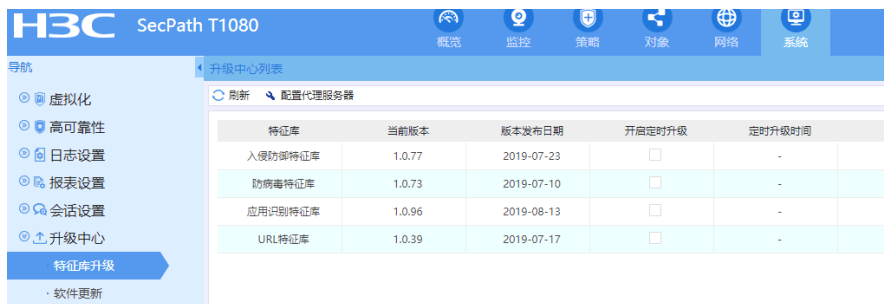 H3C SecPath T1080
概览 监控 策略 对象 网络 系统
导航
升级中心列表
刷新 配置代理服务器
虚拟化
高可靠性
日志设置
报表设置
会话设置
升级中心
·特征库升级
·软件更新
特征库 当前版本 版本发布日期 开启定时升级 定时升级时间
入侵防御特征库 1.0.77 2019-07-23 -
防病毒特征库 1.0.73 2019-07-10 -
应用识别特征库 1.0.96 2019-08-13 -
URL特征库 1.0.39 2019-07-17 -